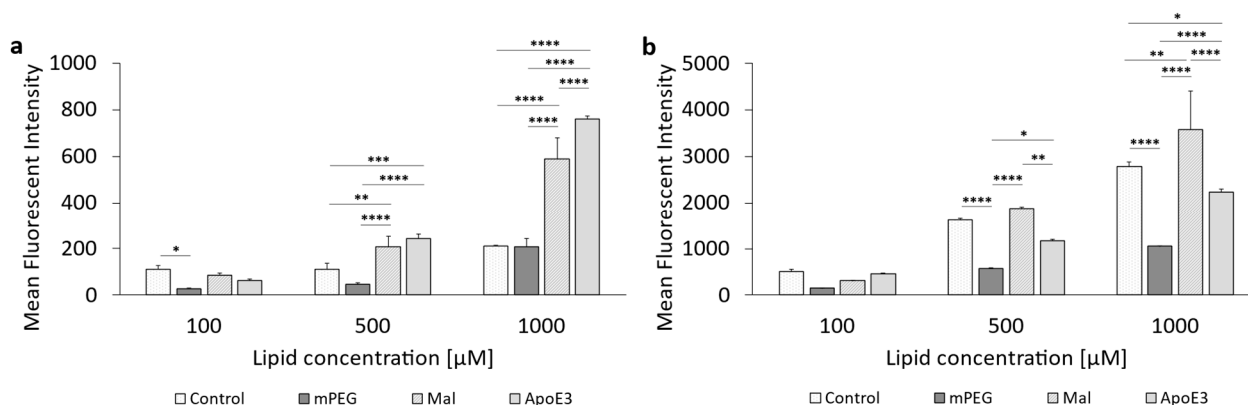 a
Mean Fluorescent Intensity
1000
800
600
400
200
0
****
****
****
****
****
***
****
**
****
*
100
500
1000
Lipid concentration [µM]
Control
mPEG
Mal
ApoE3
b
Mean Fluorescent Intensity
5000
4000
3000
2000
1000
0
*
****
** ****
****
****
*
**
****
****
100
500
1000
Lipid concentration [µM]
Control
mPEG
Mal
ApoE3